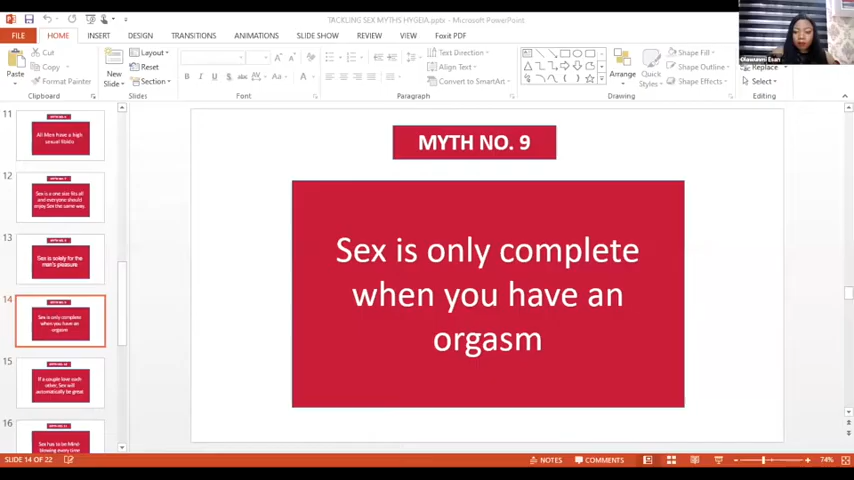 TACKLING SEX MYTHS HYGEIA.pptx - Microsoft PowerPoint
FILE HOME INSERT DESIGN TRANSITIONS ANIMATIONS SLIDE SHOW REVIEW VIEW Foxit PDF
Cut
Copy
Format Painter
Paste
Clipboard
New
Slides
Layout
Reset
Section
Slides
Font
Text Direction
Align Text
Convert to SmartArt
Paragraph
Arrange
Quick
Styles
Shape Fill
Shape Outline
Shape Effects
Drawing
Replace
Select
Editing
11
All Men have a high
sexual libido
12
Sex is a one size fits all
and everyone should
enjoy Sex the same way.
13
Sex is solely for the
man's pleasure
14
Sex is only complete
when you have an
orgasm
15
If a couple love each
other, Sex will
automatically be great
16
Sex has to be Mind
blowing every time
MYTH NO. 9
Sex is only complete
when you have an
orgasm
SLIDE 14 OF 22
NOTES
COMMENTS
74%